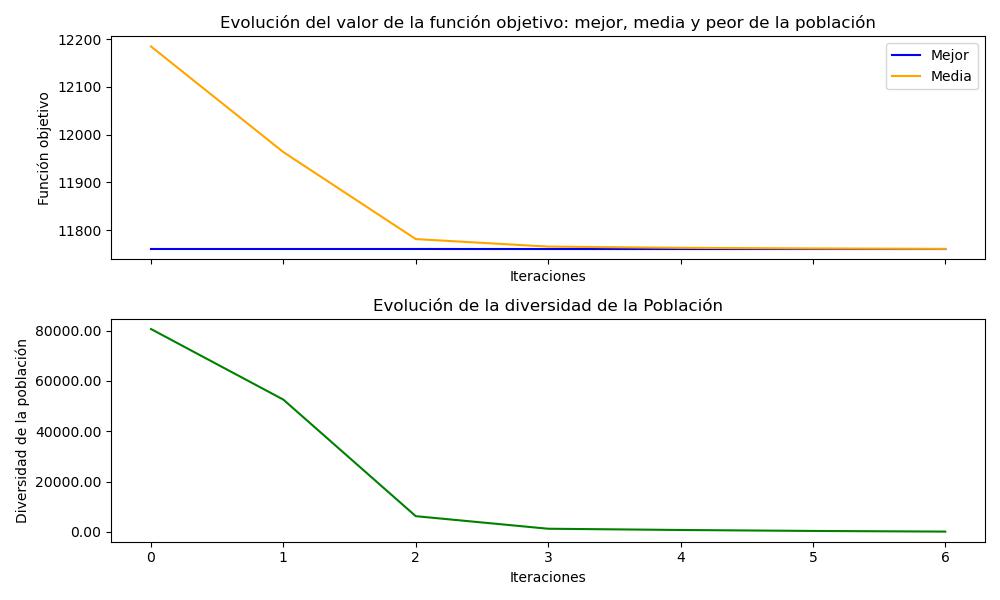 Evolución del valor de la función objetivo: mejor, media y peor de la población
12200
12100
12000
11900
11800
Función objetivo
Mejor
Media
Iteraciones
Evolución de la diversidad de la Población
80000.00
60000.00
40000.00
20000.00
0.00
Diversidad de la población
0 1 2 3 4 5 6
Iteraciones